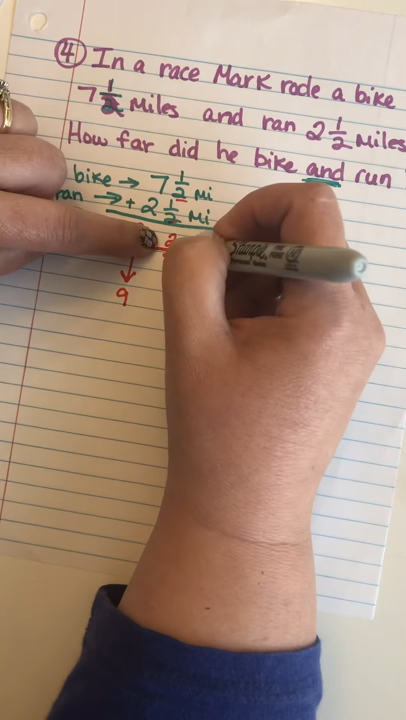 ④ In a race Mark rode a bike
7 1/2 miles and ran 2 1/2 miles
How far did he bike and run
bike → 7 1/2 mi
ran → + 2 1/2 mi
2
9
Sharpie